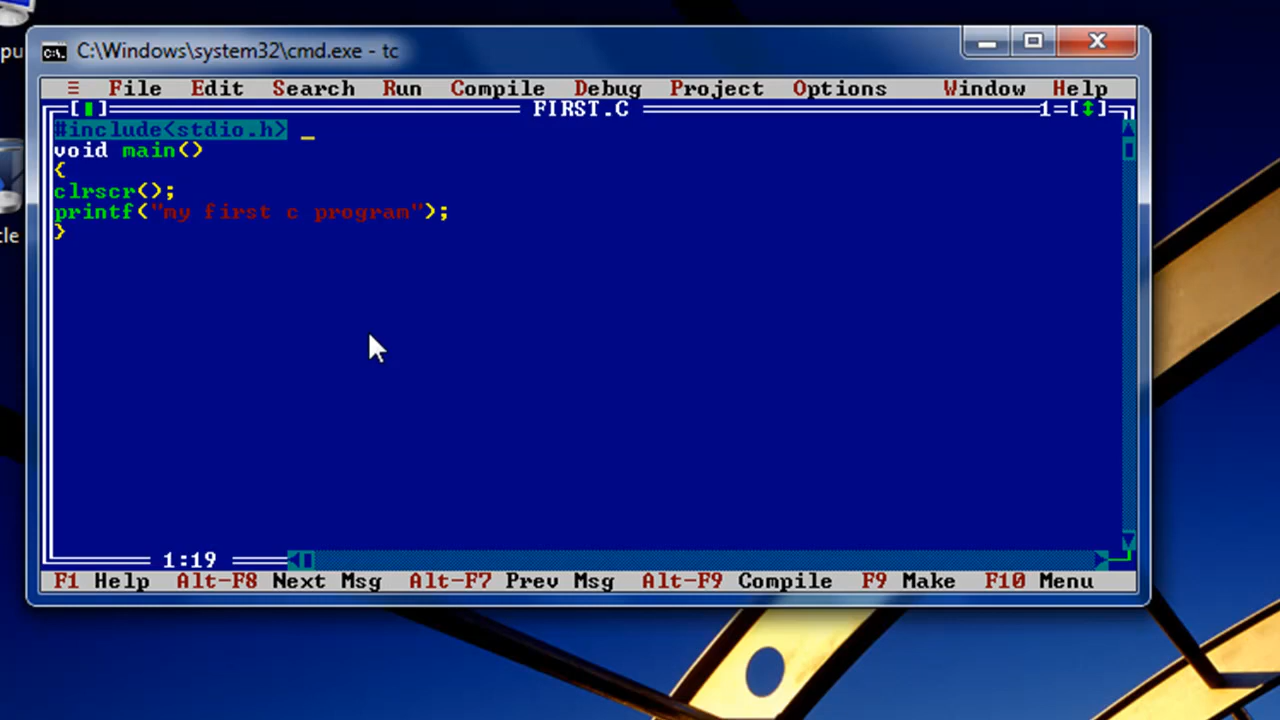 C:\Windows\system32\cmd.exe - tc
≡ File Edit Search Run Compile Debug Project Options Window Help
[■] FIRST.C 1=[↕]
#include<stdio.h> _
void main()
{
clrscr();
printf("my first c program");
}
1:19
F1 Help Alt-F8 Next Msg Alt-F7 Prev Msg Alt-F9 Compile F9 Make F10 Menu